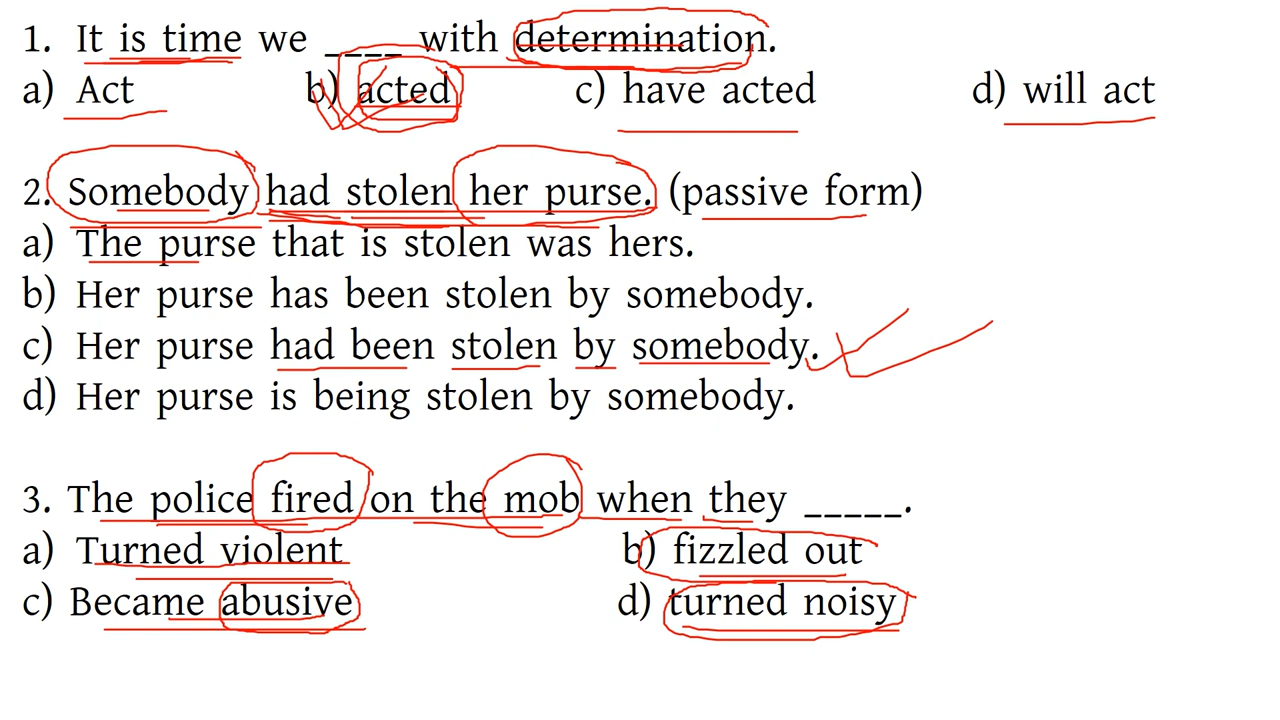 1. It is time we ____ with determination.
a) Act b) acted c) have acted d) will act
2. Somebody had stolen her purse. (passive form)
a) The purse that is stolen was hers.
b) Her purse has been stolen by somebody.
c) Her purse had been stolen by somebody.
d) Her purse is being stolen by somebody.
3. The police fired on the mob when they _____.
a) Turned violent b) fizzled out
c) Became abusive d) turned noisy